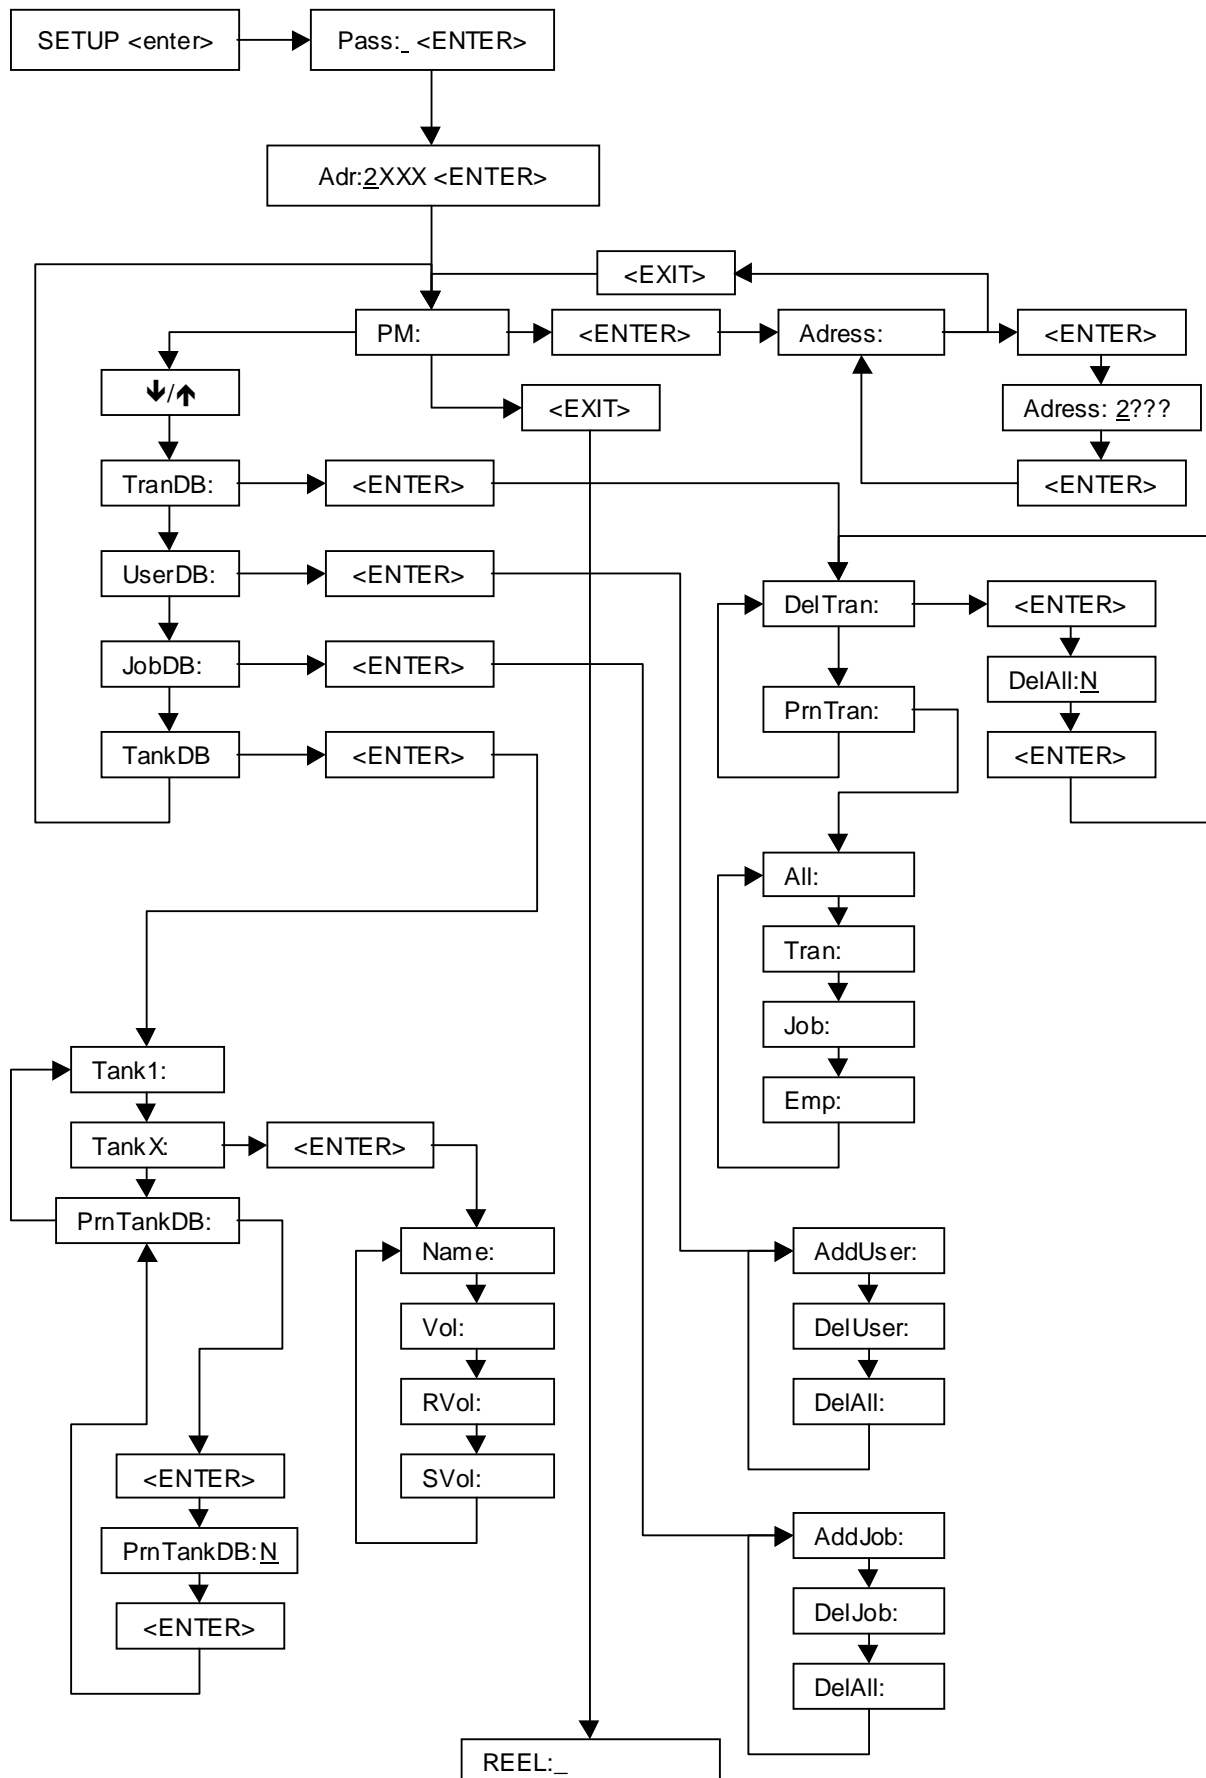 SETUP <enter>
Pass:_ <ENTER>
Adr:2XXX <ENTER>
<EXIT>
PM:
<ENTER>
Adress:
<ENTER>
🡳/🡱
<EXIT>
Adress: 2???
TranDB:
<ENTER>
<ENTER>
UserDB:
<ENTER>
DelTran:
<ENTER>
JobDB:
<ENTER>
DelAll:N
PrnTran:
TankDB
<ENTER>
<ENTER>
All:
Tran:
Job:
Tank1:
Emp:
TankX:
<ENTER>
PrnTankDB:
Name:
AddUser:
Vol:
DelUser:
RVol:
DelAll:
<ENTER>
SVol:
PrnTankDB:N
AddJob:
<ENTER>
DelJob:
DelAll:
REEL:_